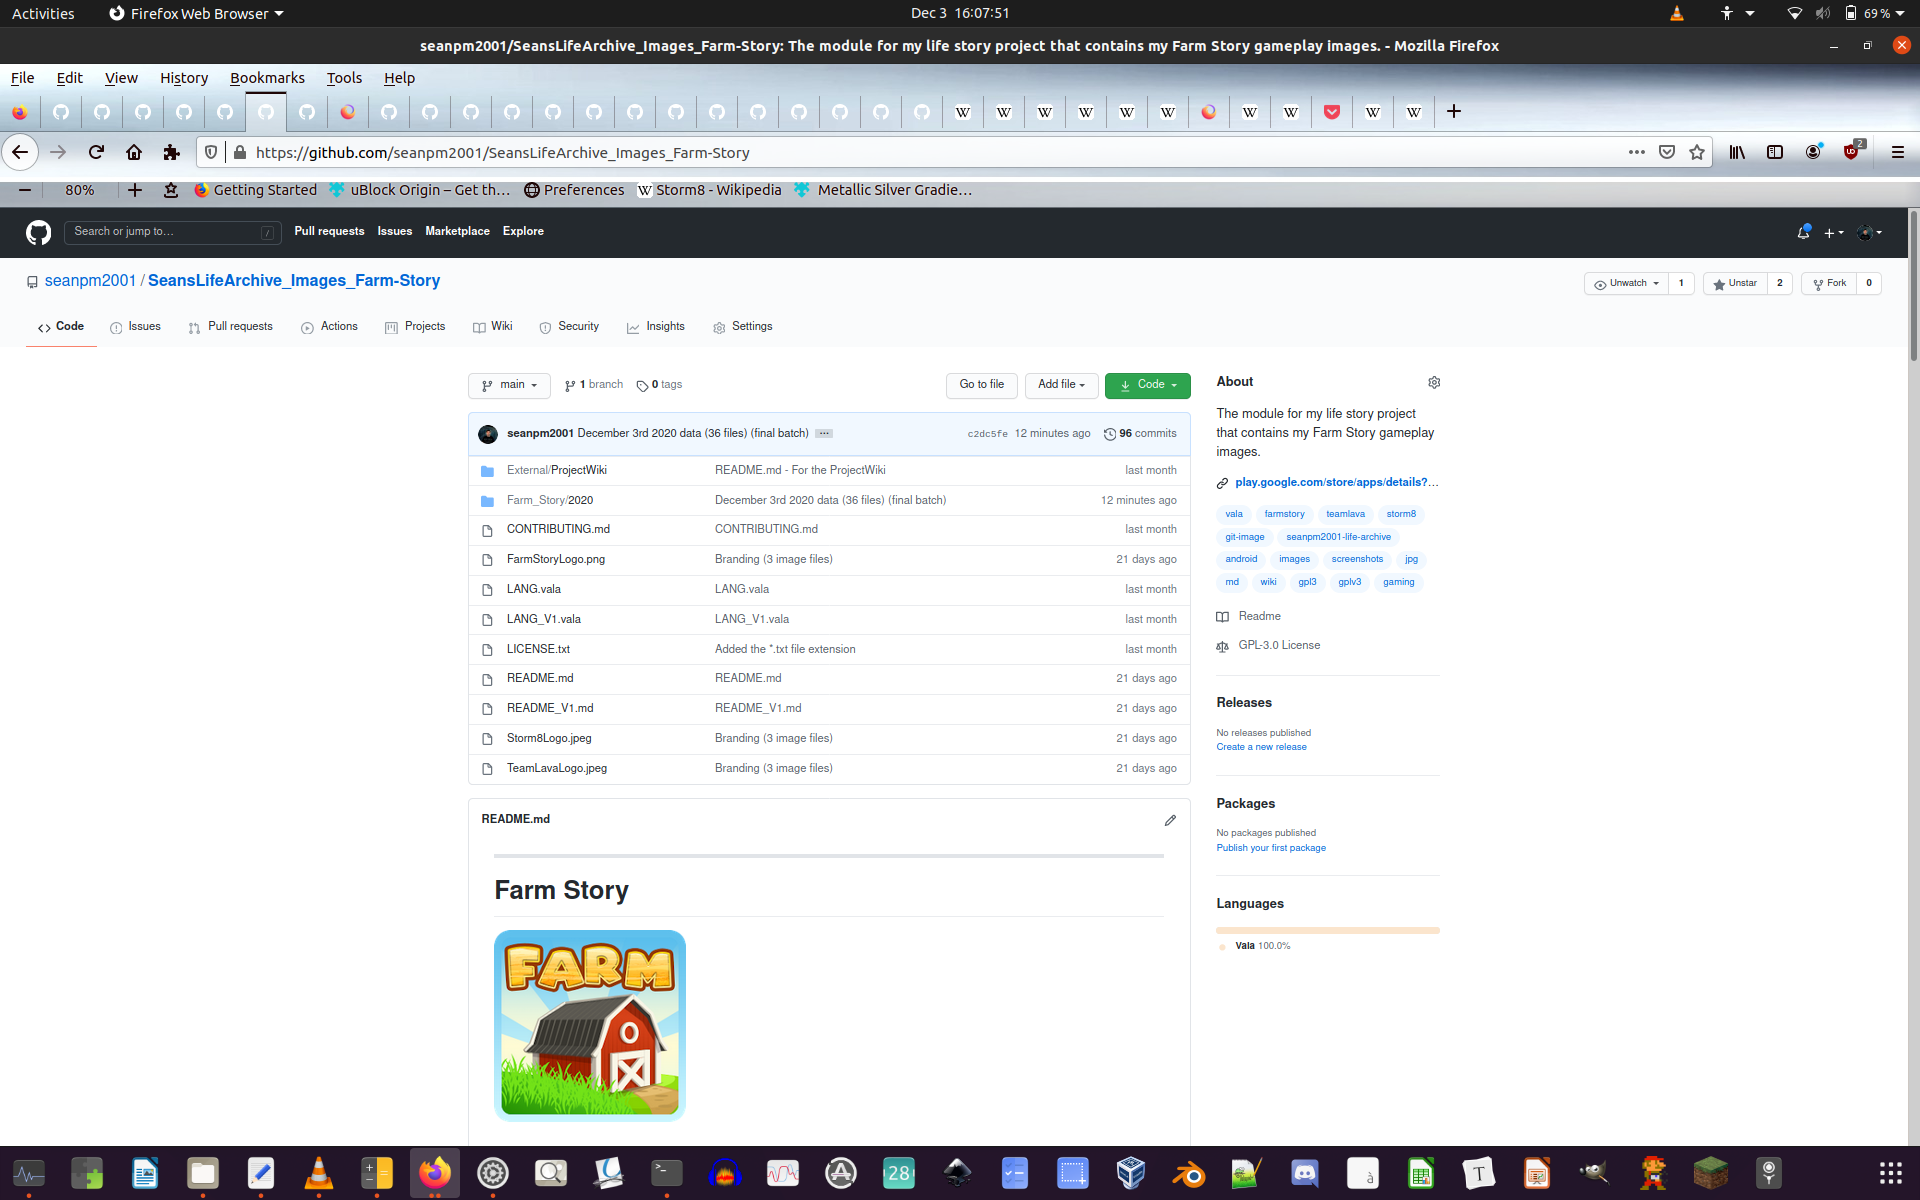 Activities Firefox Web Browser Dec 3 16:07:51 69 %
seanpm2001/SeansLifeArchive_Images_Farm-Story: The module for my life story project that contains my Farm Story gameplay images. - Mozilla Firefox
File Edit View History Bookmarks Tools Help
https://github.com/seanpm2001/SeansLifeArchive_Images_Farm-Story 2
80% Getting Started uBlock Origin – Get th… Preferences Storm8 - Wikipedia Metallic Silver Gradie…
Search or jump to… / Pull requests Issues Marketplace Explore
seanpm2001 / SeansLifeArchive_Images_Farm-Story Unwatch 1 Unstar 2 Fork 0
Code Issues Pull requests Actions Projects Wiki Security Insights Settings
main 1 branch 0 tags Go to file Add file Code
seanpm2001 December 3rd 2020 data (36 files) (final batch) c2dc5fe 12 minutes ago 96 commits
External/ProjectWiki README.md - For the ProjectWiki last month
Farm_Story/2020 December 3rd 2020 data (36 files) (final batch) 12 minutes ago
CONTRIBUTING.md CONTRIBUTING.md last month
FarmStoryLogo.png Branding (3 image files) 21 days ago
LANG.vala LANG.vala last month
LANG_V1.vala LANG_V1.vala last month
LICENSE.txt Added the *.txt file extension last month
README.md README.md 21 days ago
README_V1.md README_V1.md 21 days ago
Storm8Logo.jpeg Branding (3 image files) 21 days ago
TeamLavaLogo.jpeg Branding (3 image files) 21 days ago
README.md
Farm Story
FARM
About
The module for my life story project
that contains my Farm Story gameplay
images.
play.google.com/store/apps/details?…
vala farmstory teamlava storm8
git-image seanpm2001-life-archive
android images screenshots jpg
md wiki gpl3 gplv3 gaming
Readme
GPL-3.0 License
Releases
No releases published
Create a new release
Packages
No packages published
Publish your first package
Languages
Vala 100.0%
28